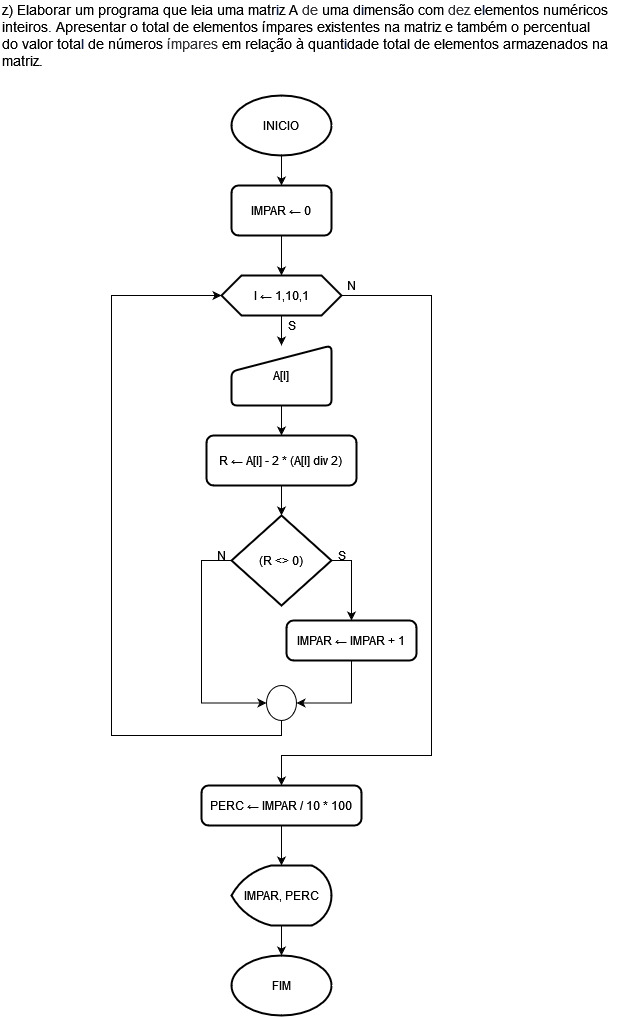 z) Elaborar um programa que leia uma matriz A de uma dimensão com dez elementos numéricos
inteiros. Apresentar o total de elementos ímpares existentes na matriz e também o percentual
do valor total de números ímpares em relação à quantidade total de elementos armazenados na
matriz.
INICIO
IMPAR ← 0
I ← 1,10,1
N
S
A[I]
R ← A[I] - 2 * (A[I] div 2)
N
(R <> 0)
S
IMPAR ← IMPAR + 1
PERC ← IMPAR / 10 * 100
IMPAR, PERC
FIM